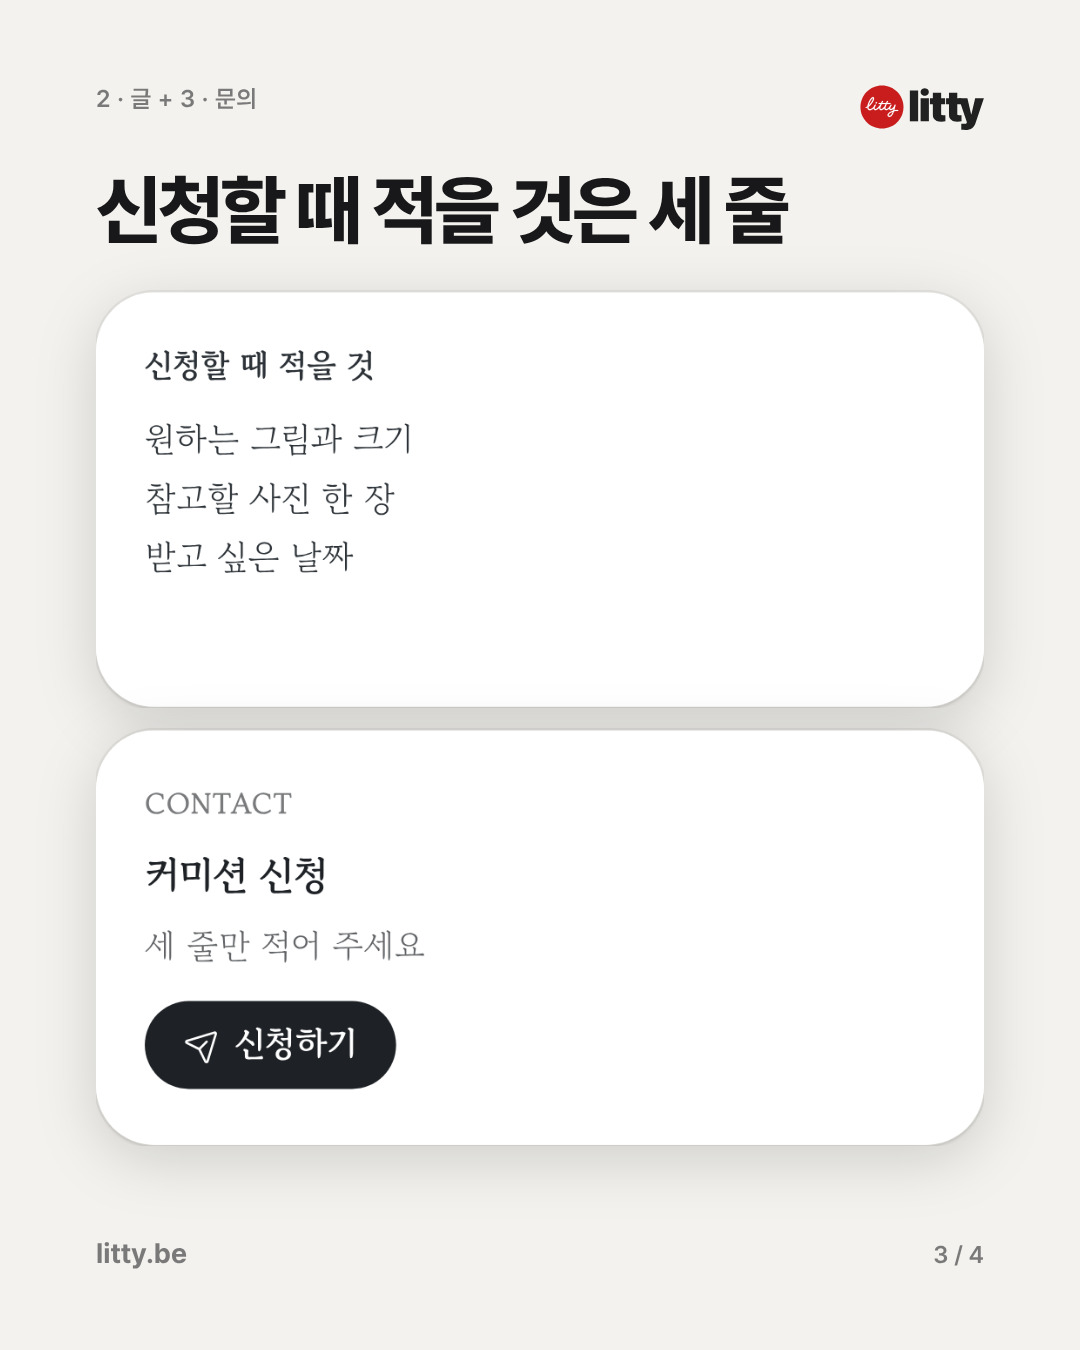 2 · 글 + 3 · 문의
litty litty
신청할 때 적을 것은 세 줄
신청할 때 적을 것
원하는 그림과 크기
참고할 사진 한 장
받고 싶은 날짜
CONTACT
커미션 신청
세 줄만 적어 주세요
신청하기
litty.be
3 / 4